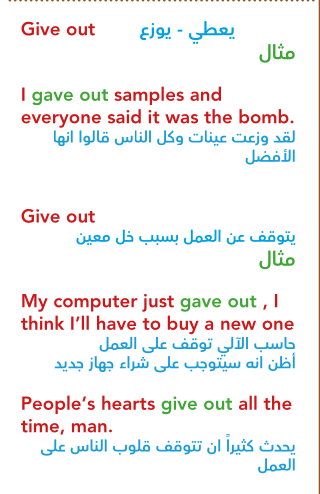 Give out يعطي - يوزع
مثال
I gave out samples and
everyone said it was the bomb.
لقد وزعت عينات وكل الناس قالوا انها
الأفضل
Give out
يتوقف عن العمل بسبب خل معين
مثال
My computer just gave out , I
think I'll have to buy a new one
حاسب الآلي توقف على العمل
أظن انه سيتوجب على شراء جهاز جديد
People's hearts give out all the
time, man.
يحدث كثيراً ان تتوقف قلوب الناس على
العمل